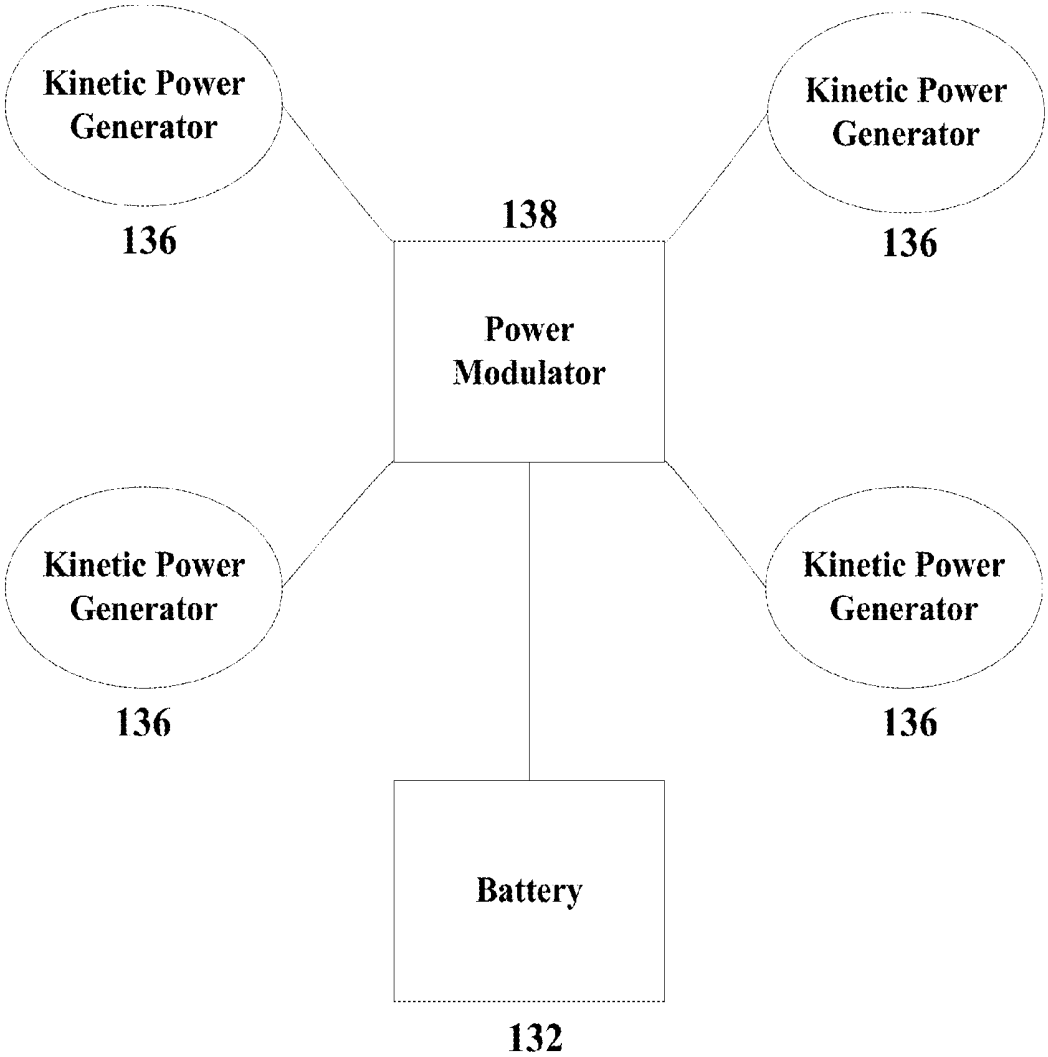 Kinetic Power
Generator
136
Kinetic Power
Generator
136
138
Power
Modulator
Kinetic Power
Generator
136
Kinetic Power
Generator
136
Battery
132